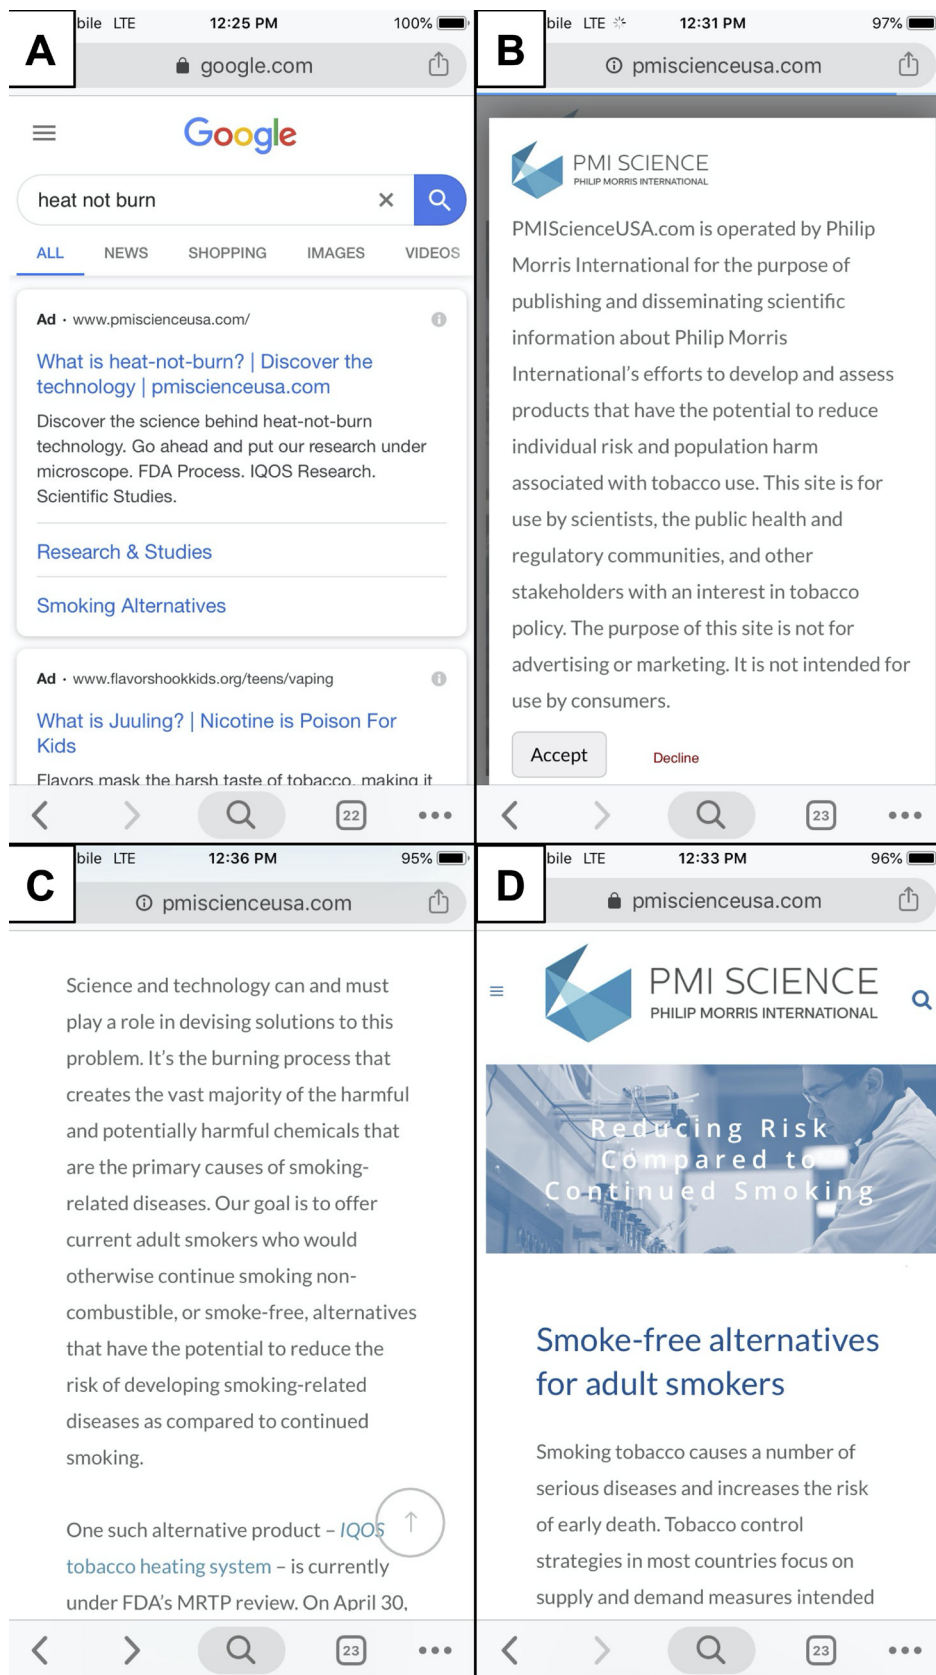 A
bile LTE 12:25 PM 100%
google.com
Google
heat not burn
ALL NEWS SHOPPING IMAGES VIDEOS
Ad · www.pmiscienceusa.com/
What is heat-not-burn? | Discover the
technology | pmiscienceusa.com
Discover the science behind heat-not-burn
technology. Go ahead and put our research under
microscope. FDA Process. IQOS Research.
Scientific Studies.
Research & Studies
Smoking Alternatives
Ad · www.flavorshookkids.org/teens/vaping
What is Juuling? | Nicotine is Poison For
Kids
Flavors mask the harsh taste of tobacco, making it
22
B
bile LTE 12:31 PM 97%
pmiscienceusa.com
PMI SCIENCE
PHILIP MORRIS INTERNATIONAL
PMIScienceUSA.com is operated by Philip
Morris International for the purpose of
publishing and disseminating scientific
information about Philip Morris
International's efforts to develop and assess
products that have the potential to reduce
individual risk and population harm
associated with tobacco use. This site is for
use by scientists, the public health and
regulatory communities, and other
stakeholders with an interest in tobacco
policy. The purpose of this site is not for
advertising or marketing. It is not intended for
use by consumers.
Accept Decline
23
C
bile LTE 12:36 PM 95%
pmiscienceusa.com
Science and technology can and must
play a role in devising solutions to this
problem. It's the burning process that
creates the vast majority of the harmful
and potentially harmful chemicals that
are the primary causes of smoking-
related diseases. Our goal is to offer
current adult smokers who would
otherwise continue smoking non-
combustible, or smoke-free, alternatives
that have the potential to reduce the
risk of developing smoking-related
diseases as compared to continued
smoking.
One such alternative product – IQOS
tobacco heating system – is currently
under FDA's MRTP review. On April 30,
23
D
bile LTE 12:33 PM 96%
pmiscienceusa.com
PMI SCIENCE
PHILIP MORRIS INTERNATIONAL
Reducing Risk
Compared to
Continued Smoking
Smoke-free alternatives
for adult smokers
Smoking tobacco causes a number of
serious diseases and increases the risk
of early death. Tobacco control
strategies in most countries focus on
supply and demand measures intended
23